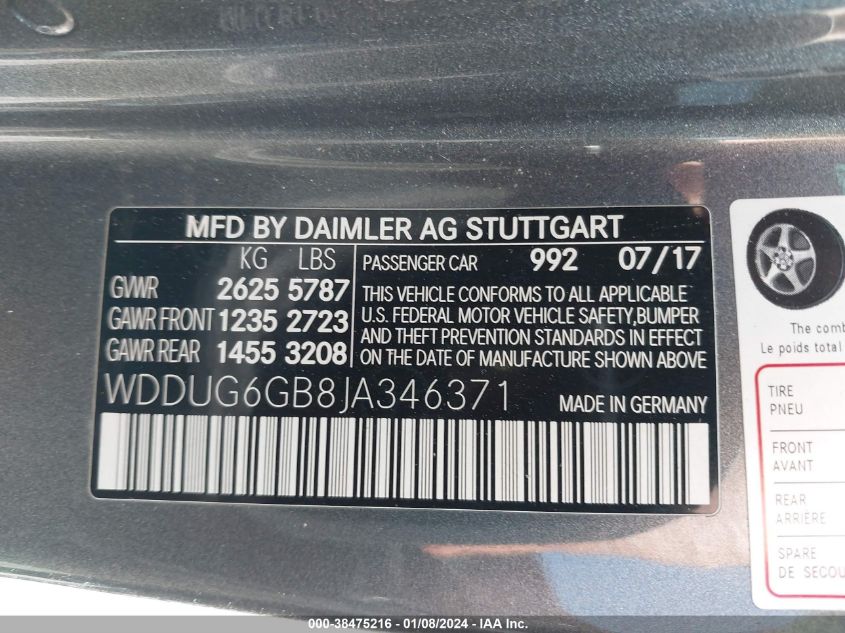 MFD BY DAIMLER AG STUTTGART
KG LBS
GVWR 2625 5787
GAWR FRONT 1235 2723
GAWR REAR 1455 3208
PASSENGER CAR 992 07/17
THIS VEHICLE CONFORMS TO ALL APPLICABLE
U.S. FEDERAL MOTOR VEHICLE SAFETY,BUMPER
AND THEFT PREVENTION STANDARDS IN EFFECT
ON THE DATE OF MANUFACTURE SHOWN ABOVE
WDDUG6GB8JA346371 MADE IN GERMANY
The comb
Le poids total
TIRE
PNEU
FRONT
AVANT
REAR
ARRIÈRE
SPARE
DE SECOU
000-38475216 - 01/08/2024 - IAA Inc.